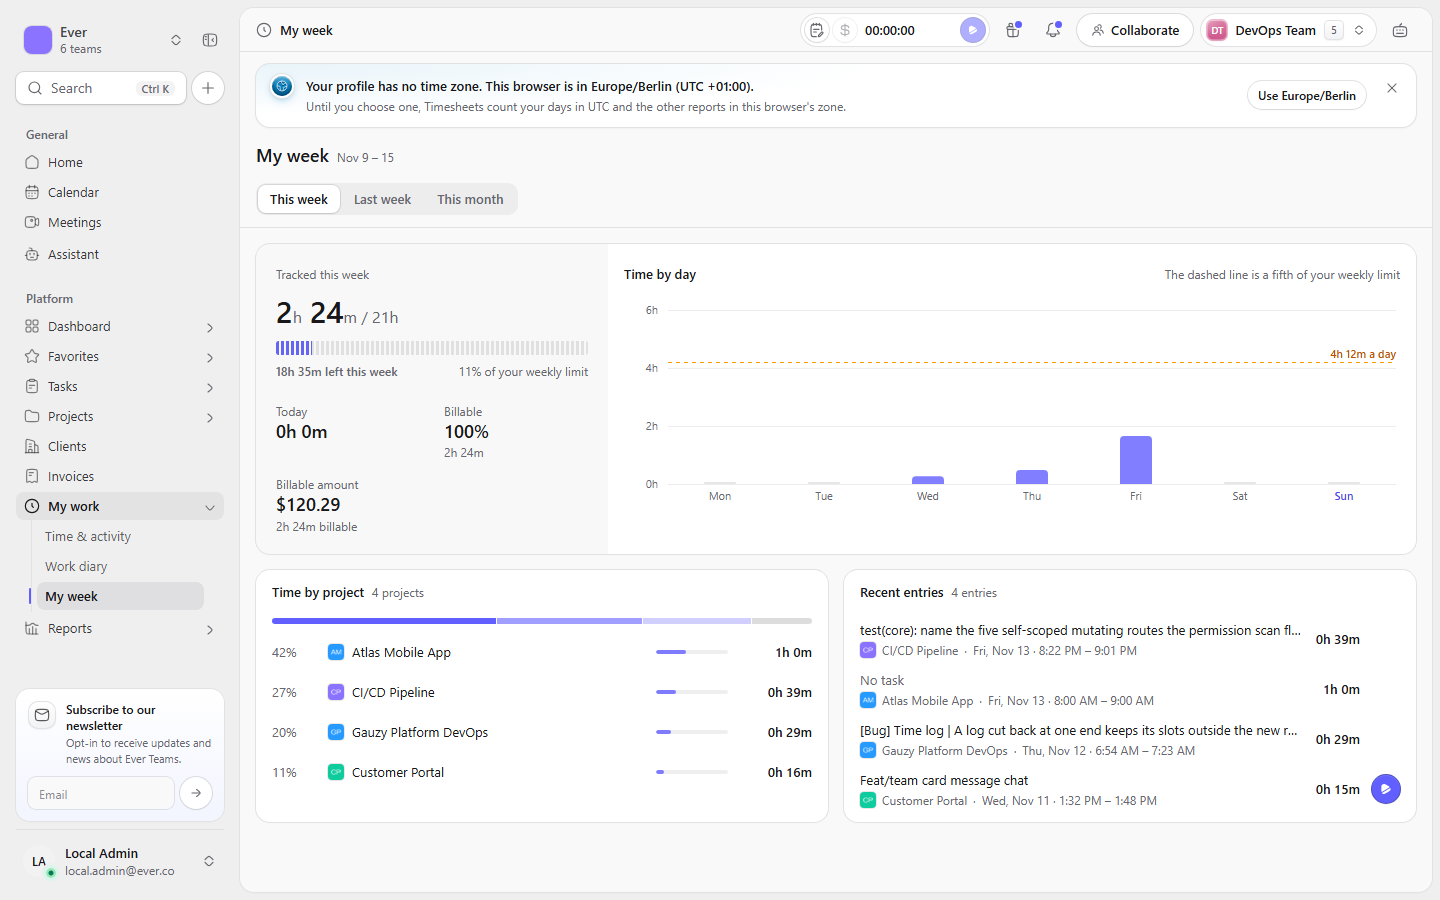 Ever
6 teams
Search
Ctrl K
General
Home
Calendar
Meetings
Assistant
Platform
Dashboard
Favorites
Tasks
Projects
Clients
Invoices
My work
Time & activity
Work diary
My week
Reports
Subscribe to our
newsletter
Opt-in to receive updates and
news about Ever Teams.
Email
LA
Local Admin
local.admin@ever.co
My week
00:00:00
Collaborate
DT
DevOps Team
5
Your profile has no time zone. This browser is in Europe/Berlin (UTC +01:00).
Until you choose one, Timesheets count your days in UTC and the other reports in this browser's zone.
Use Europe/Berlin
My week Nov 9 – 15
This week
Last week
This month
Tracked this week
2h 24m / 21h
18h 35m left this week
11% of your weekly limit
Today
0h 0m
Billable
100%
2h 24m
Billable amount
$120.29
2h 24m billable
Time by day
The dashed line is a fifth of your weekly limit
6h
4h 12m a day
4h
2h
0h
Mon
Tue
Wed
Thu
Fri
Sat
Sun
Time by project 4 projects
42% AM Atlas Mobile App 1h 0m
27% CP CI/CD Pipeline 0h 39m
20% GP Gauzy Platform DevOps 0h 29m
11% CP Customer Portal 0h 16m
Recent entries 4 entries
test(core): name the five self-scoped mutating routes the permission scan fl...
CP CI/CD Pipeline · Fri, Nov 13 · 8:22 PM – 9:01 PM
0h 39m
No task
AM Atlas Mobile App · Fri, Nov 13 · 8:00 AM – 9:00 AM
1h 0m
[Bug] Time log | A log cut back at one end keeps its slots outside the new r...
GP Gauzy Platform DevOps · Thu, Nov 12 · 6:54 AM – 7:23 AM
0h 29m
Feat/team card message chat
CP Customer Portal · Wed, Nov 11 · 1:32 PM – 1:48 PM
0h 15m